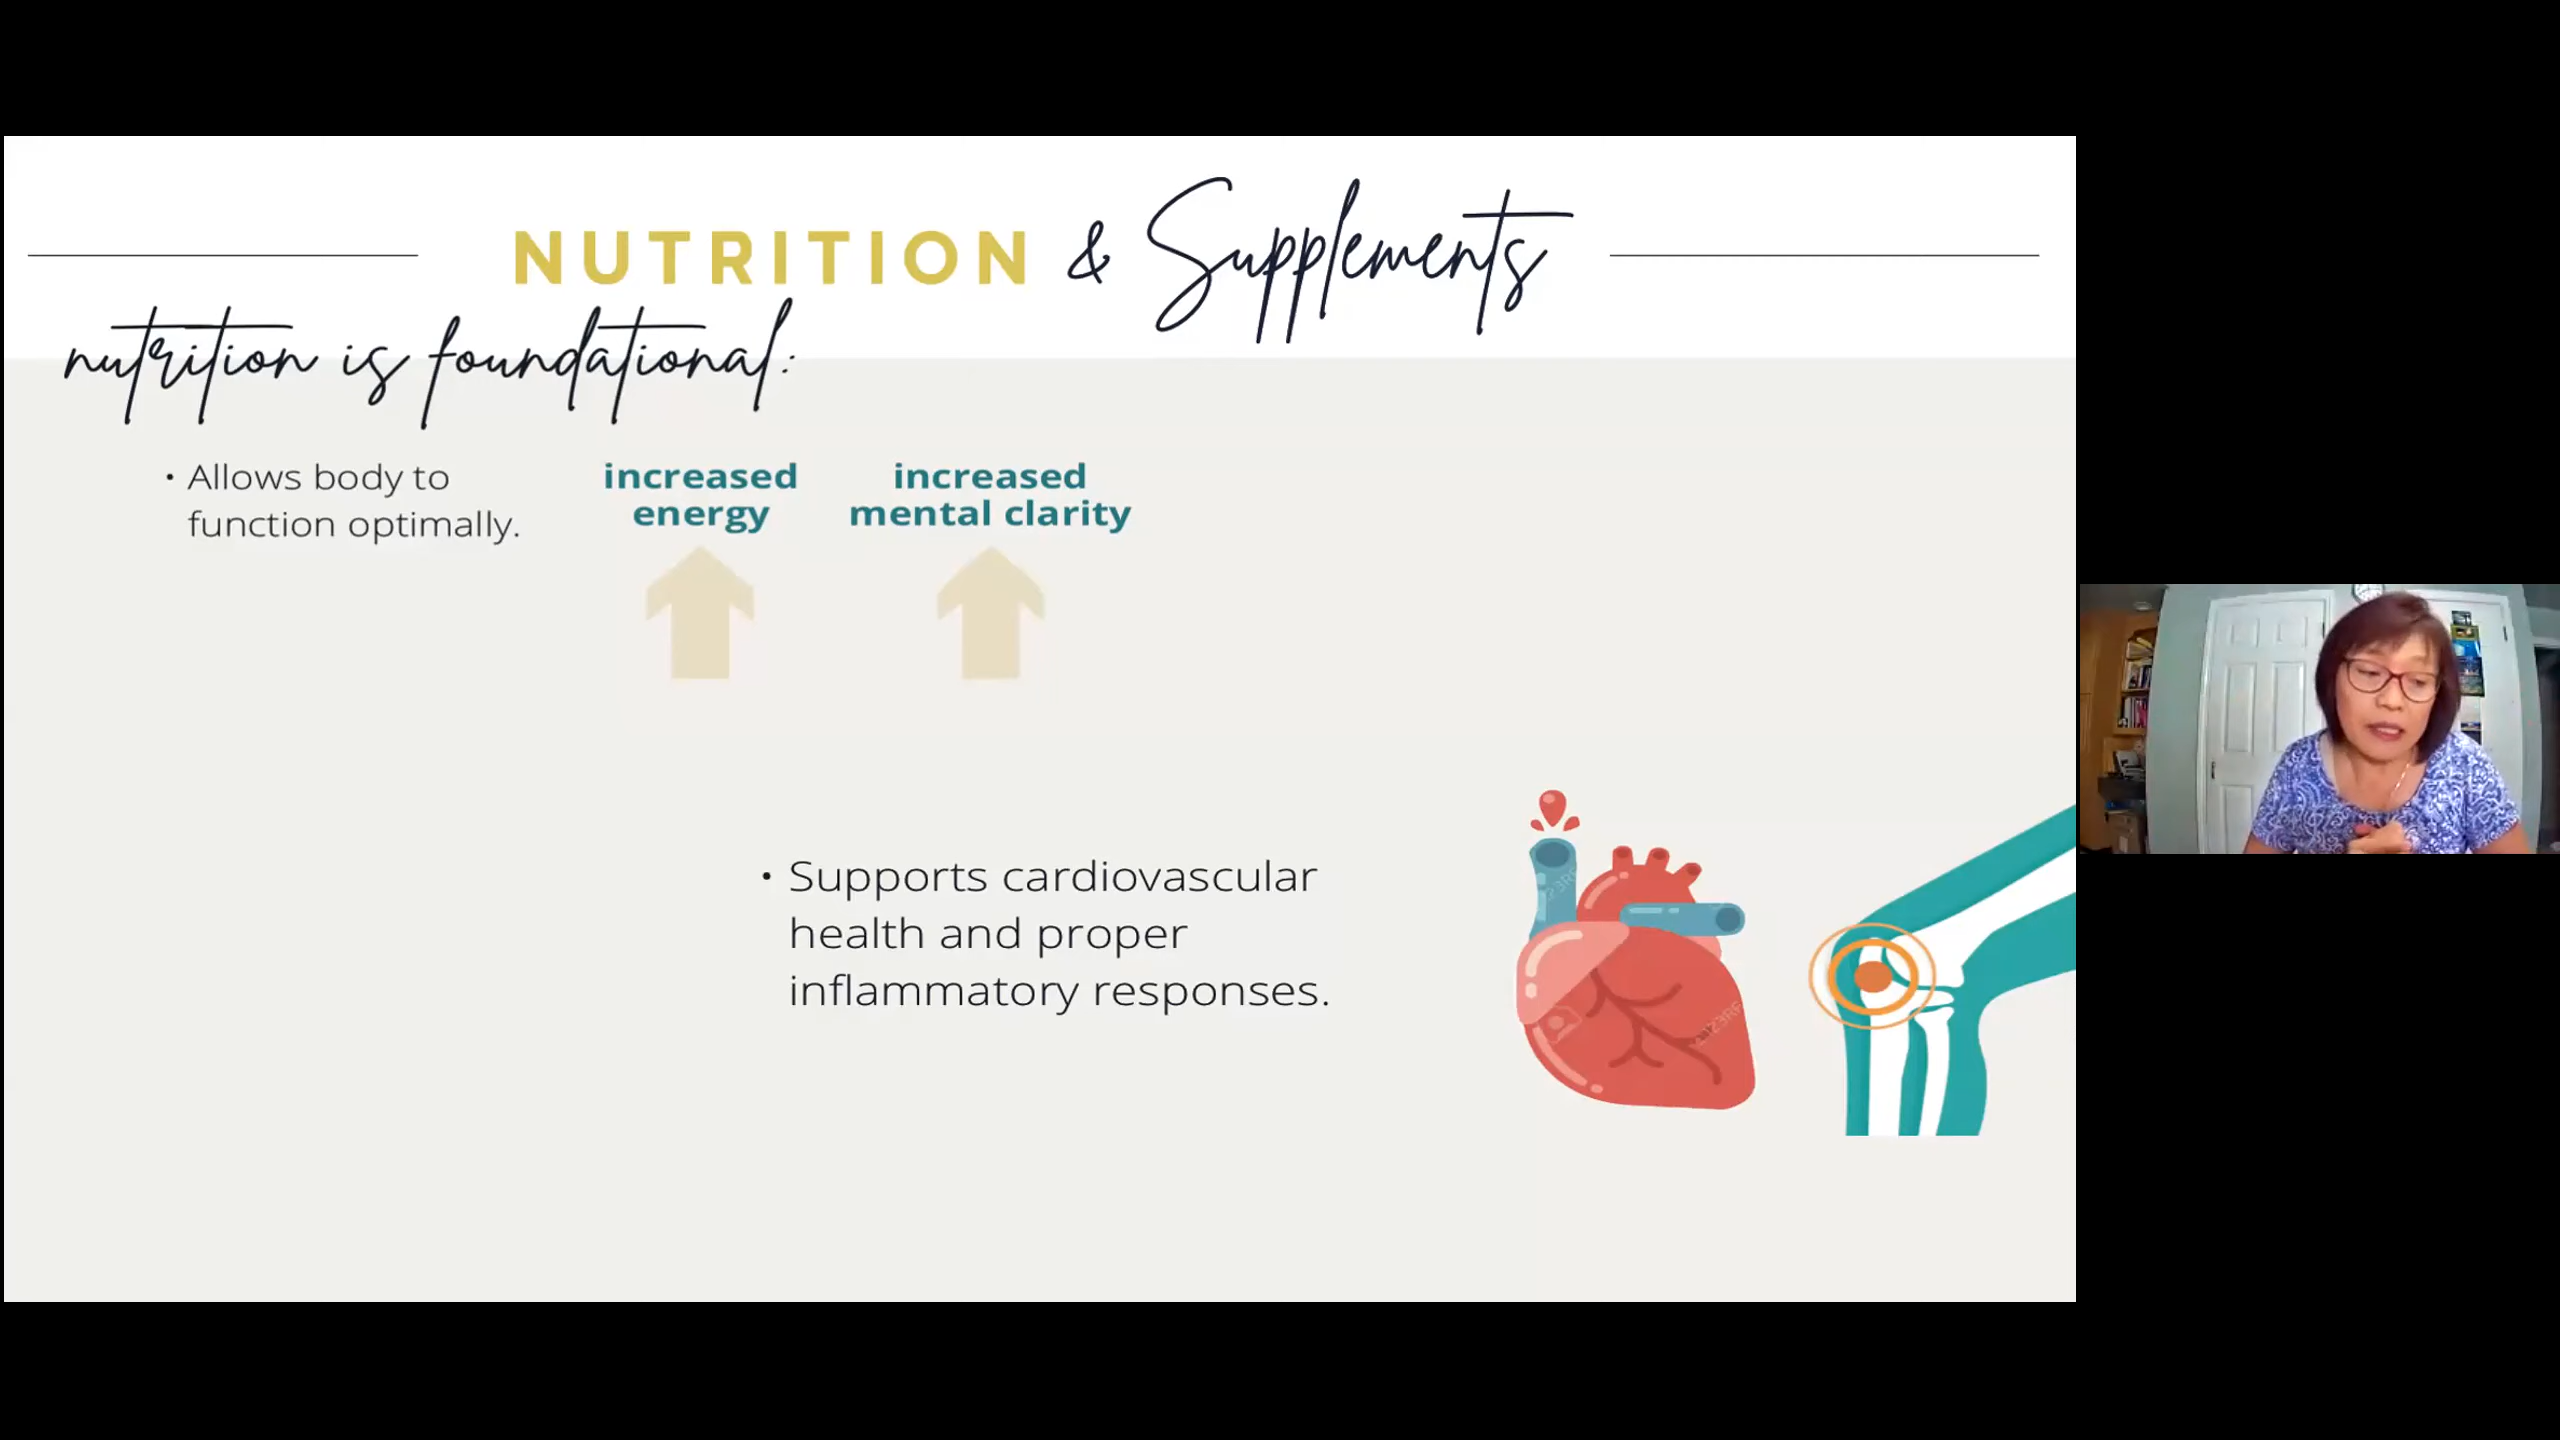 NUTRITION & Supplements
nutrition is foundational:
• Allows body to
function optimally.
increased
energy
increased
mental clarity
• Supports cardiovascular
health and proper
inflammatory responses.